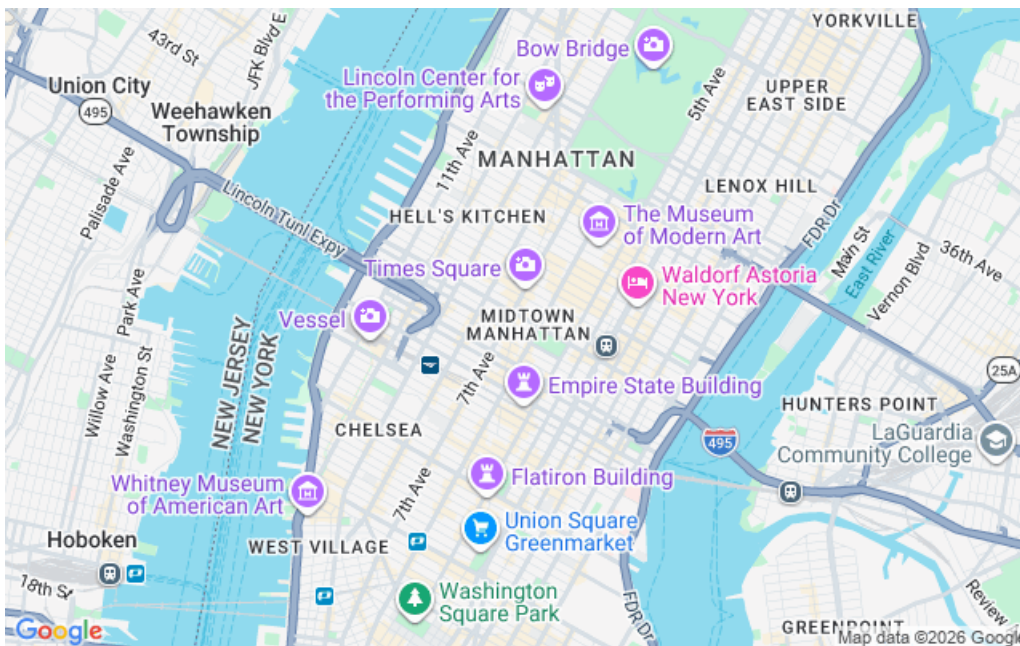 YORKVILLE
43rd St
JFK Blvd E
Bow Bridge
Union City
Lincoln Center for
the Performing Arts
5th Ave
UPPER
EAST SIDE
495
Weehawken
Township
11th Ave
MANHATTAN
Palisade Ave
Lincoln Tunl Expy
HELL'S KITCHEN
LENOX HILL
The Museum
of Modern Art
FDR Dr
Main St
East River
36th Ave
Times Square
Waldorf Astoria
New York
Vernon Blvd
Park Ave
Vessel
MIDTOWN
MANHATTAN
NEW JERSEY
NEW YORK
Willow Ave
Washington St
7th Ave
Empire State Building
25A
HUNTERS POINT
CHELSEA
495
LaGuardia
Community College
Whitney Museum
of American Art
7th Ave
Flatiron Building
Union Square
Greenmarket
Hoboken
WEST VILLAGE
18th St
Washington
Square Park
FDR Dr
Review Ave
GREENPOINT
Google
Map data ©2026 Google